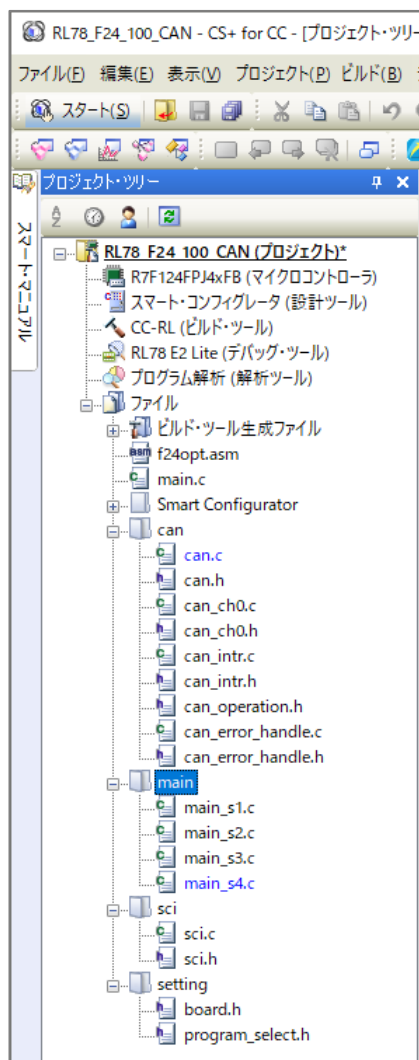 RL78_F24_100_CAN - CS+ for CC - [プロジェクト・ツリー
ファイル(F) 編集(E) 表示(V) プロジェクト(P) ビルド(B)
スタート(S)
プロジェクト・ツリー
スマート・マニュアル
RL78_F24_100_CAN (プロジェクト)*
R7F124FPJ4xFB (マイクロコントローラ)
スマート・コンフィグレータ (設計ツール)
CC-RL (ビルド・ツール)
RL78 E2 Lite (デバッグ・ツール)
プログラム解析 (解析ツール)
ファイル
ビルド・ツール生成ファイル
f24opt.asm
main.c
Smart Configurator
can
can.c
can.h
can_ch0.c
can_ch0.h
can_intr.c
can_intr.h
can_operation.h
can_error_handle.c
can_error_handle.h
main
main_s1.c
main_s2.c
main_s3.c
main_s4.c
sci
sci.c
sci.h
setting
board.h
program_select.h